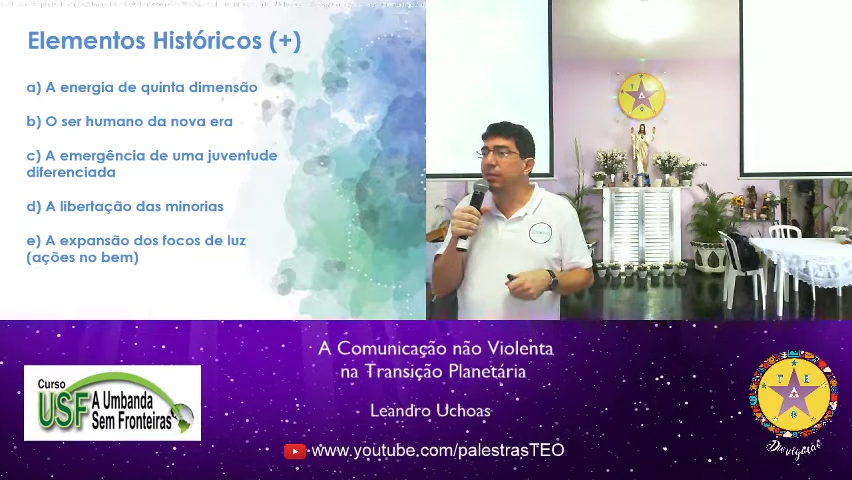 Elementos Históricos (+)
a) A energia de quinta dimensão
b) O ser humano da nova era
c) A emergência de uma juventude
diferenciada
d) A libertação das minorias
e) A expansão dos focos de luz
(ações no bem)
A Comunicação não Violenta
na Transição Planetária
Leandro Uchoas
www.youtube.com/palestrasTEO
Curso
USF
A Umbanda
Sem Fronteiras
T E
B
Divulgação